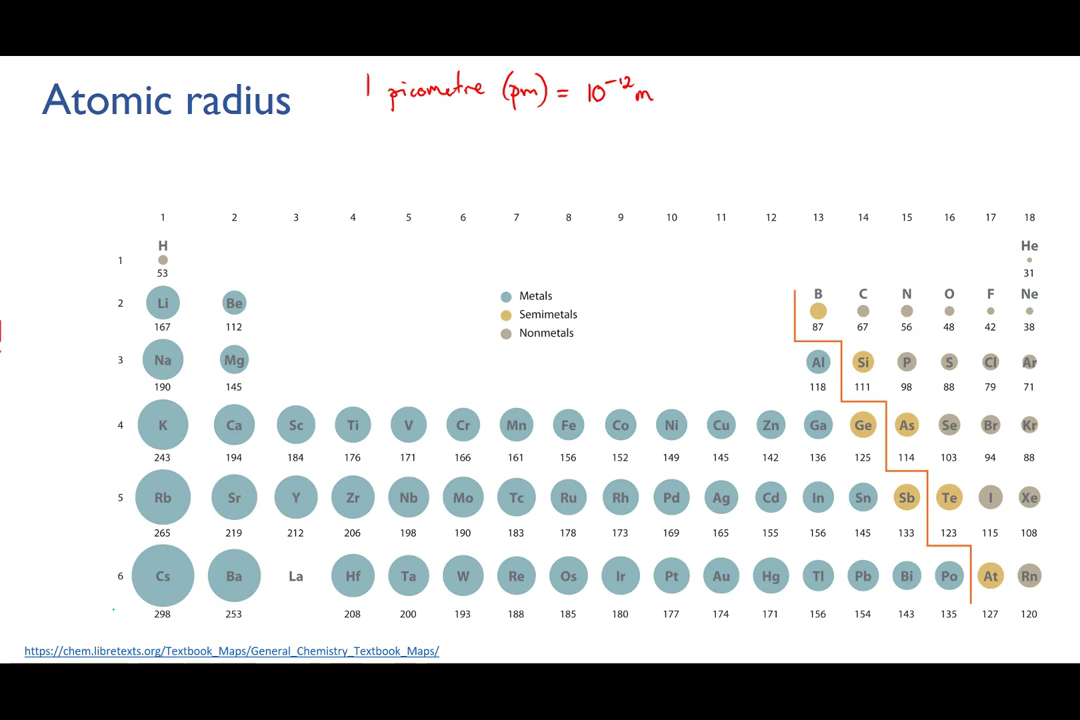 Atomic radius
1 picometre (pm) = 10⁻¹² m
1 2 3 4 5 6 7 8 9 10 11 12 13 14 15 16 17 18
H He
1
53 31
Metals
Semimetals
Nonmetals
B C N O F Ne
2 Li Be
167 112 87 67 56 48 42 38
3 Na Mg Al Si P S Cl Ar
190 145 118 111 98 88 79 71
4 K Ca Sc Ti V Cr Mn Fe Co Ni Cu Zn Ga Ge As Se Br Kr
243 194 184 176 171 166 161 156 152 149 145 142 136 125 114 103 94 88
5 Rb Sr Y Zr Nb Mo Tc Ru Rh Pd Ag Cd In Sn Sb Te I Xe
265 219 212 206 198 190 183 178 173 169 165 155 156 145 133 123 115 108
6 Cs Ba La Hf Ta W Re Os Ir Pt Au Hg Tl Pb Bi Po At Rn
298 253 208 200 193 188 185 180 177 174 171 156 154 143 135 127 120
https://chem.libretexts.org/Textbook_Maps/General_Chemistry_Textbook_Maps/